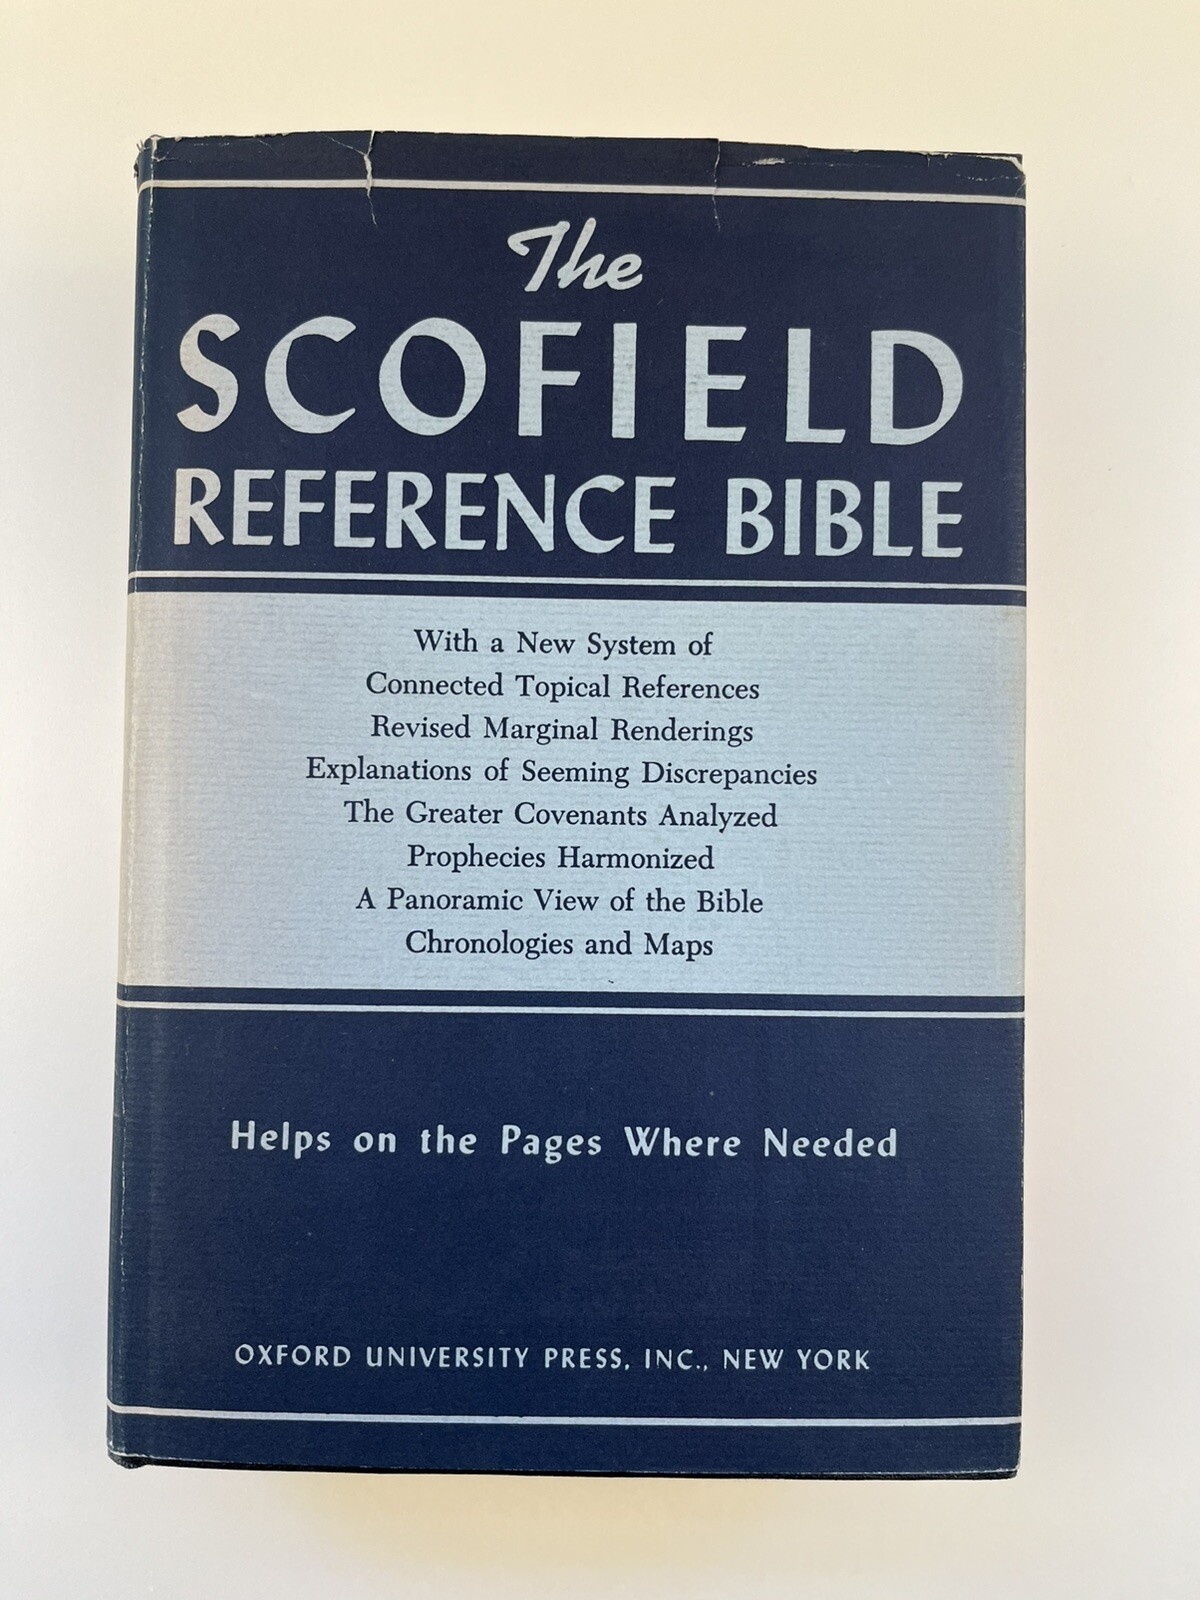 The
SCOFIELD
REFERENCE BIBLE
With a New System of
Connected Topical References
Revised Marginal Renderings
Explanations of Seeming Discrepancies
The Greater Covenants Analyzed
Prophecies Harmonized
A Panoramic View of the Bible
Chronologies and Maps
Helps on the Pages Where Needed
OXFORD UNIVERSITY PRESS, INC., NEW YORK